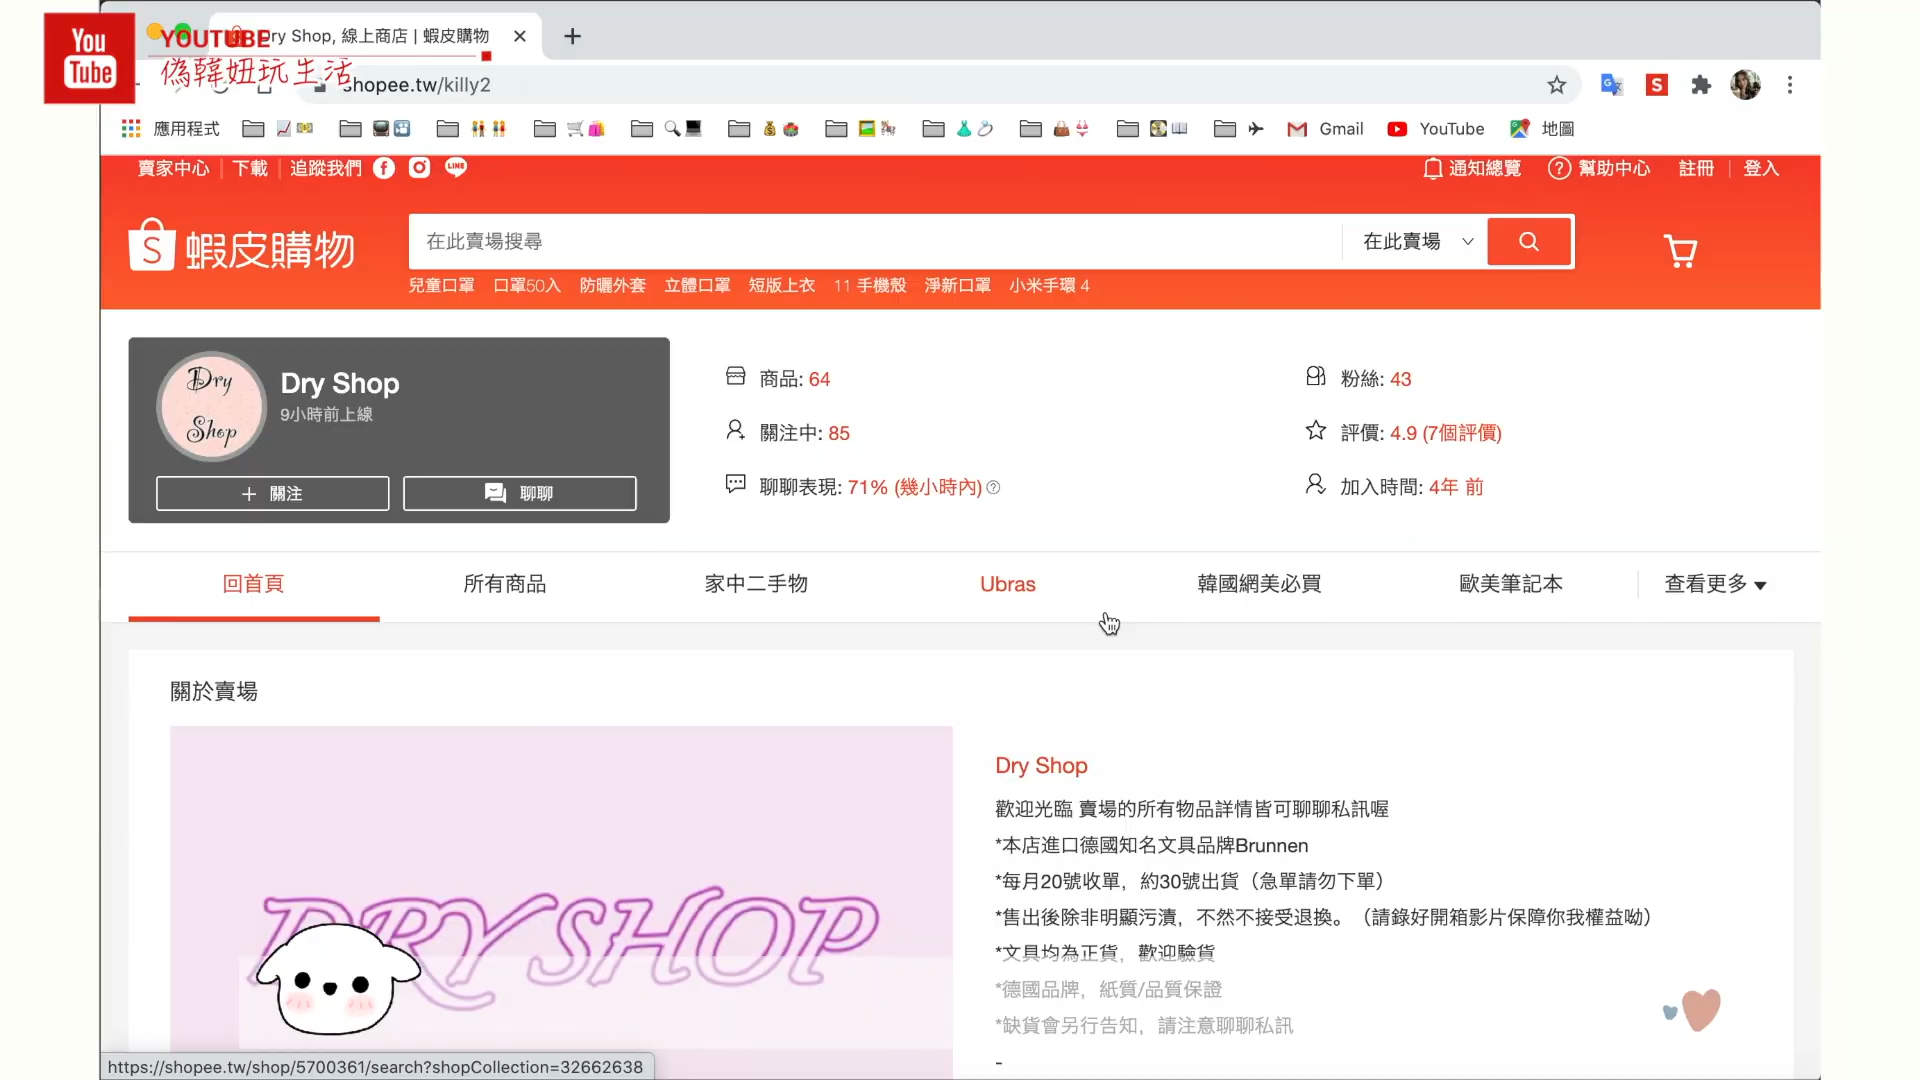 You
Tube
YOUTUBE
偽韓妞玩生活
Dry Shop, 線上商店 | 蝦皮購物
shopee.tw/killy2
應用程式
Gmail
YouTube
地圖
賣家中心 | 下載 | 追蹤我們
通知總覽 幫助中心 註冊 | 登入
蝦皮購物
在此賣場搜尋
在此賣場
兒童口罩 口罩50入 防曬外套 立體口罩 短版上衣 11 手機殼 淨新口罩 小米手環 4
Dry
Shop
Dry Shop
9小時前上線
+ 關注
聊聊
商品: 64
粉絲: 43
關注中: 85
評價: 4.9 (7個評價)
聊聊表現: 71% (幾小時內)
加入時間: 4年 前
回首頁 所有商品 家中二手物 Ubras 韓國網美必買 歐美筆記本 查看更多
關於賣場
DRY SHOP
Dry Shop
歡迎光臨 賣場的所有物品詳情皆可聊聊私訊喔
*本店進口德國知名文具品牌Brunnen
*每月20號收單，約30號出貨（急單請勿下單）
*售出後除非明顯污漬，不然不接受退換。（請錄好開箱影片保障你我權益呦）
*文具均為正貨，歡迎驗貨
*德國品牌，紙質/品質保證
*缺貨會另行告知，請注意聊聊私訊
-
https://shopee.tw/shop/5700361/search?shopCollection=32662638